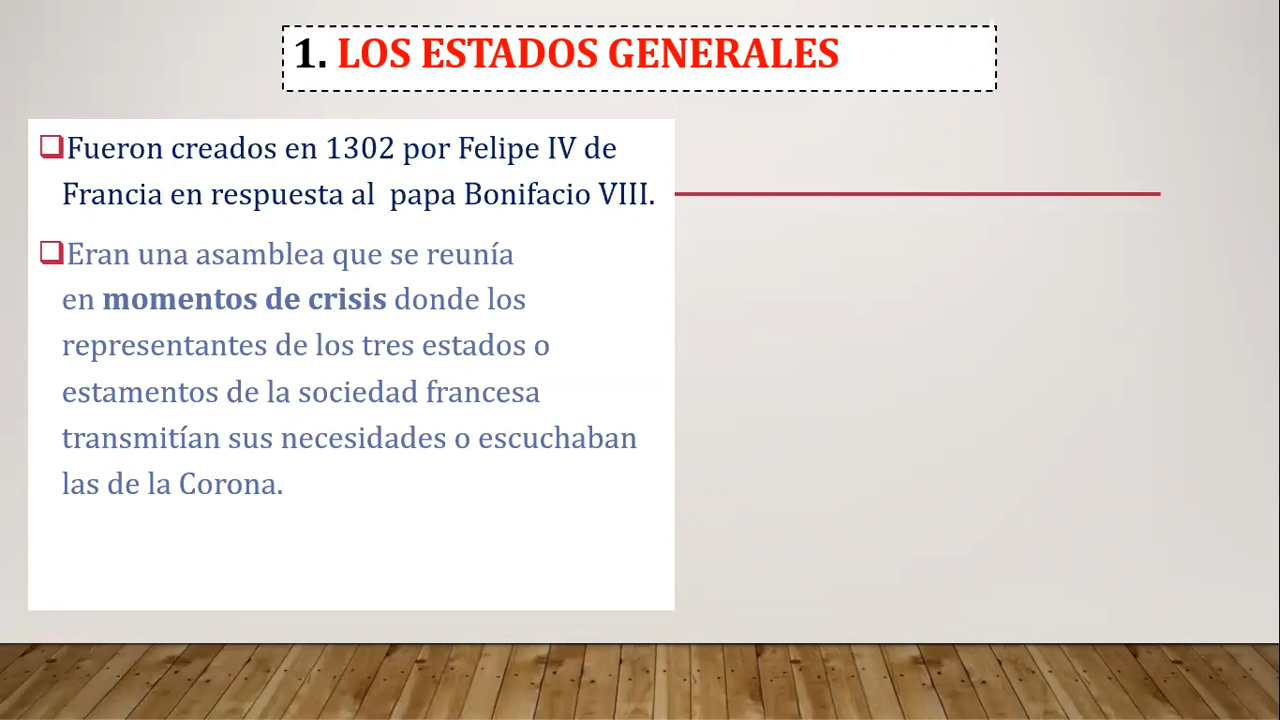 1. LOS ESTADOS GENERALES
Fueron creados en 1302 por Felipe IV de
Francia en respuesta al papa Bonifacio VIII.
Eran una asamblea que se reunía
en momentos de crisis donde los
representantes de los tres estados o
estamentos de la sociedad francesa
transmitían sus necesidades o escuchaban
las de la Corona.